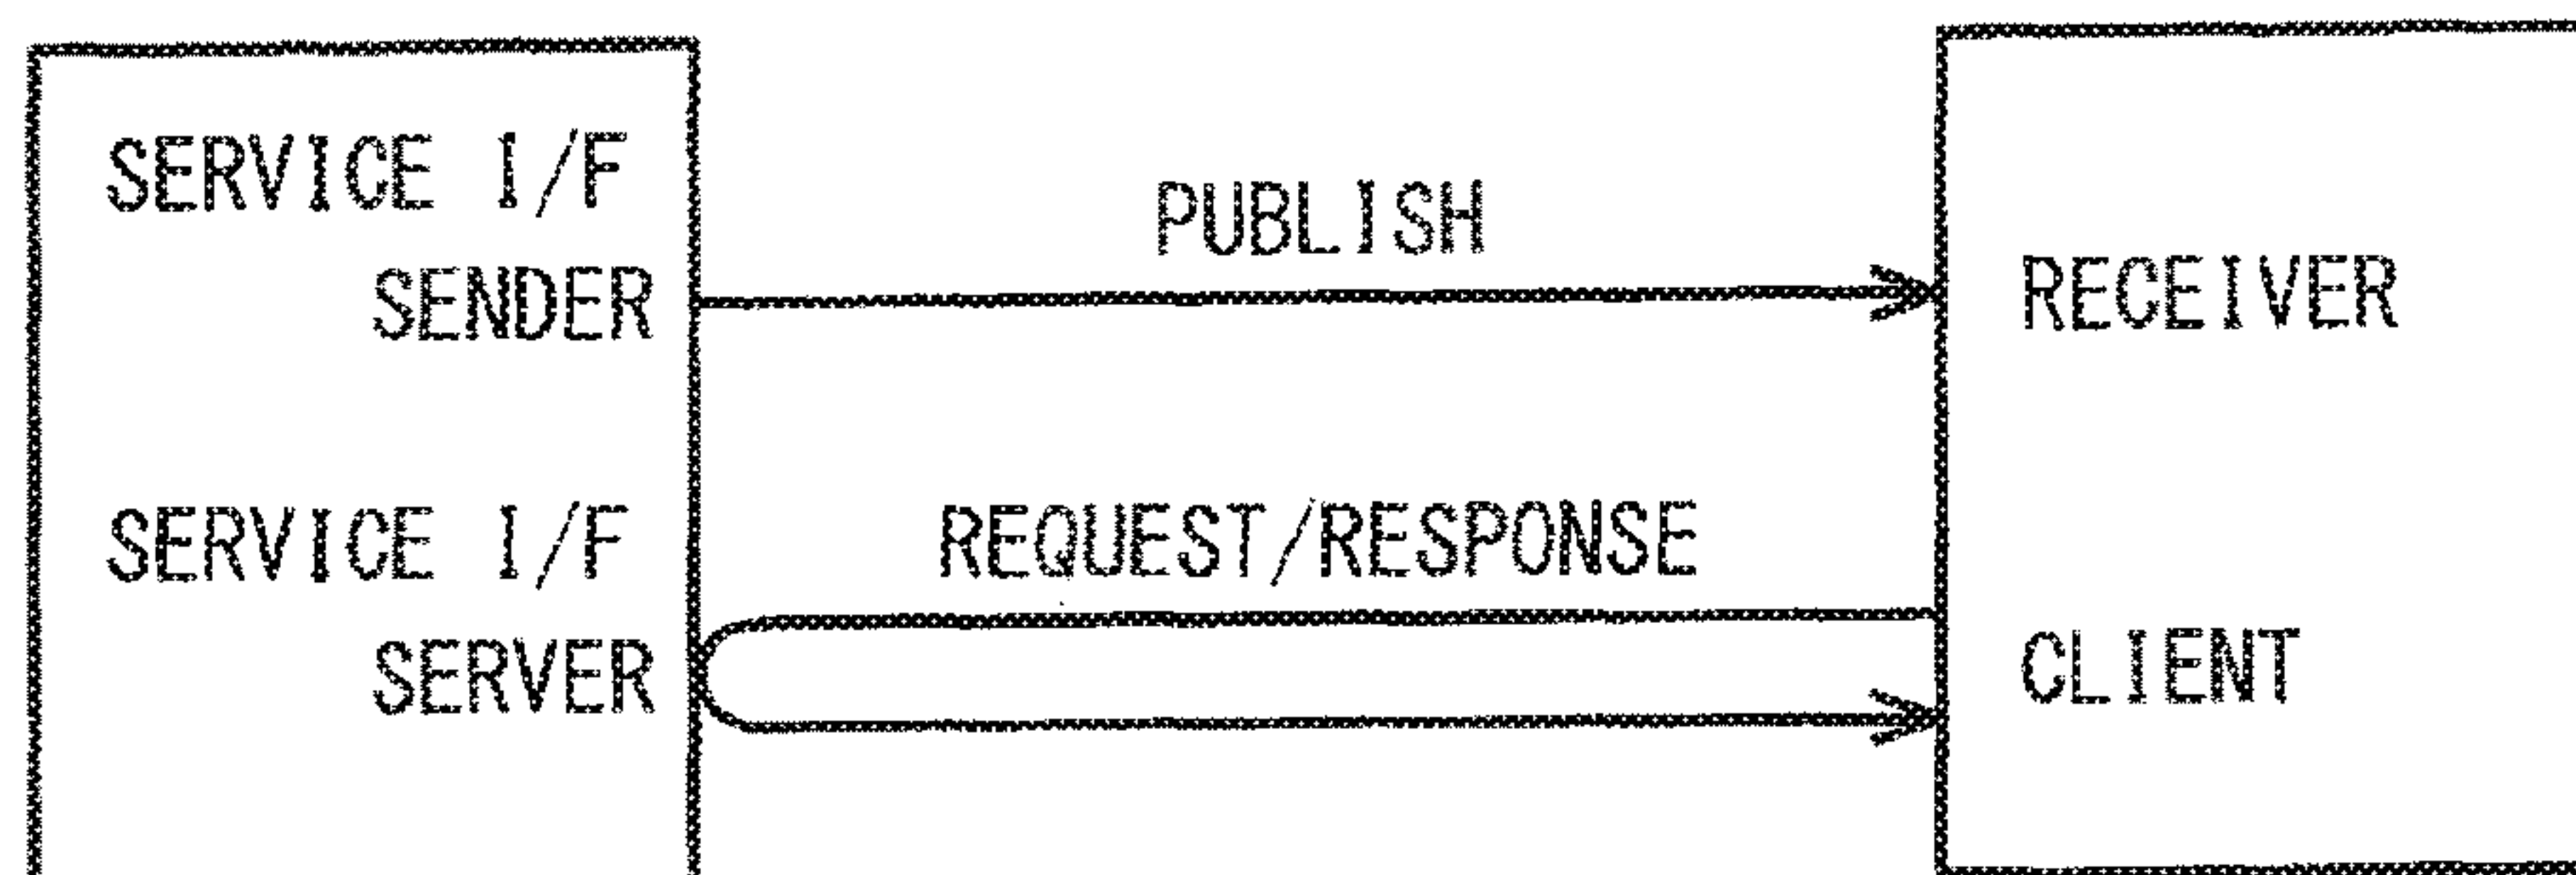 SERVICE I/F
SENDER
PUBLISH
RECEIVER
SERVICE I/F
SERVER
REQUEST/RESPONSE
CLIENT